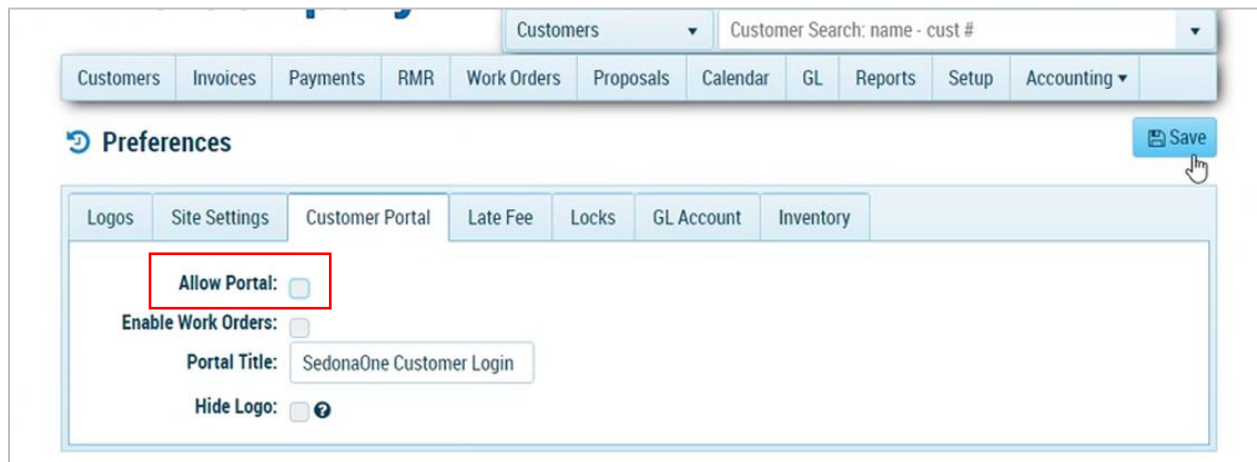 Customers Customer Search: name - cust #
Customers Invoices Payments RMR Work Orders Proposals Calendar GL Reports Setup Accounting
Preferences Save
Logos Site Settings Customer Portal Late Fee Locks GL Account Inventory
Allow Portal:
Enable Work Orders:
Portal Title: SedonaOne Customer Login
Hide Logo: ?